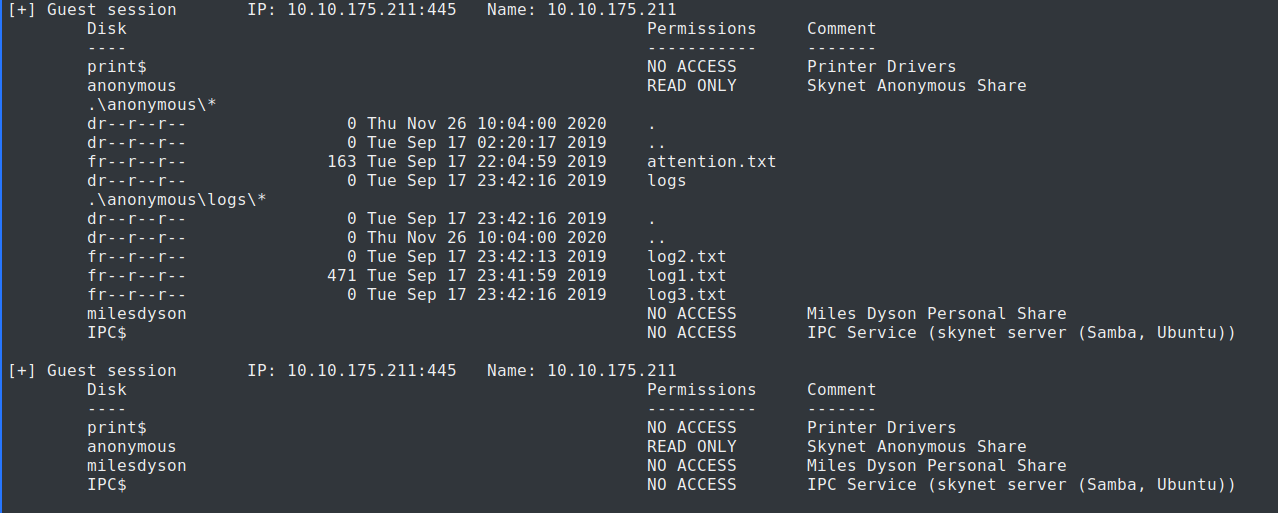 [+] Guest session       IP: 10.10.175.211:445   Name: 10.10.175.211
        Disk                                                    Permissions     Comment
        ----                                                    -----------     -------
        print$                                                  NO ACCESS       Printer Drivers
        anonymous                                               READ ONLY       Skynet Anonymous Share
        .\anonymous\*
        dr--r--r--                0 Thu Nov 26 10:04:00 2020    .
        dr--r--r--                0 Tue Sep 17 02:20:17 2019    ..
        fr--r--r--              163 Tue Sep 17 22:04:59 2019    attention.txt
        dr--r--r--                0 Tue Sep 17 23:42:16 2019    logs
        .\anonymous\logs\*
        dr--r--r--                0 Tue Sep 17 23:42:16 2019    .
        dr--r--r--                0 Thu Nov 26 10:04:00 2020    ..
        fr--r--r--                0 Tue Sep 17 23:42:13 2019    log2.txt
        fr--r--r--              471 Tue Sep 17 23:41:59 2019    log1.txt
        fr--r--r--                0 Tue Sep 17 23:42:16 2019    log3.txt
        milesdyson                                              NO ACCESS       Miles Dyson Personal Share
        IPC$                                                    NO ACCESS       IPC Service (skynet server (Samba, Ubuntu))
[+] Guest session       IP: 10.10.175.211:445   Name: 10.10.175.211
        Disk                                                    Permissions     Comment
        ----                                                    -----------     -------
        print$                                                  NO ACCESS       Printer Drivers
        anonymous                                               READ ONLY       Skynet Anonymous Share
        milesdyson                                              NO ACCESS       Miles Dyson Personal Share
        IPC$                                                    NO ACCESS       IPC Service (skynet server (Samba, Ubuntu))